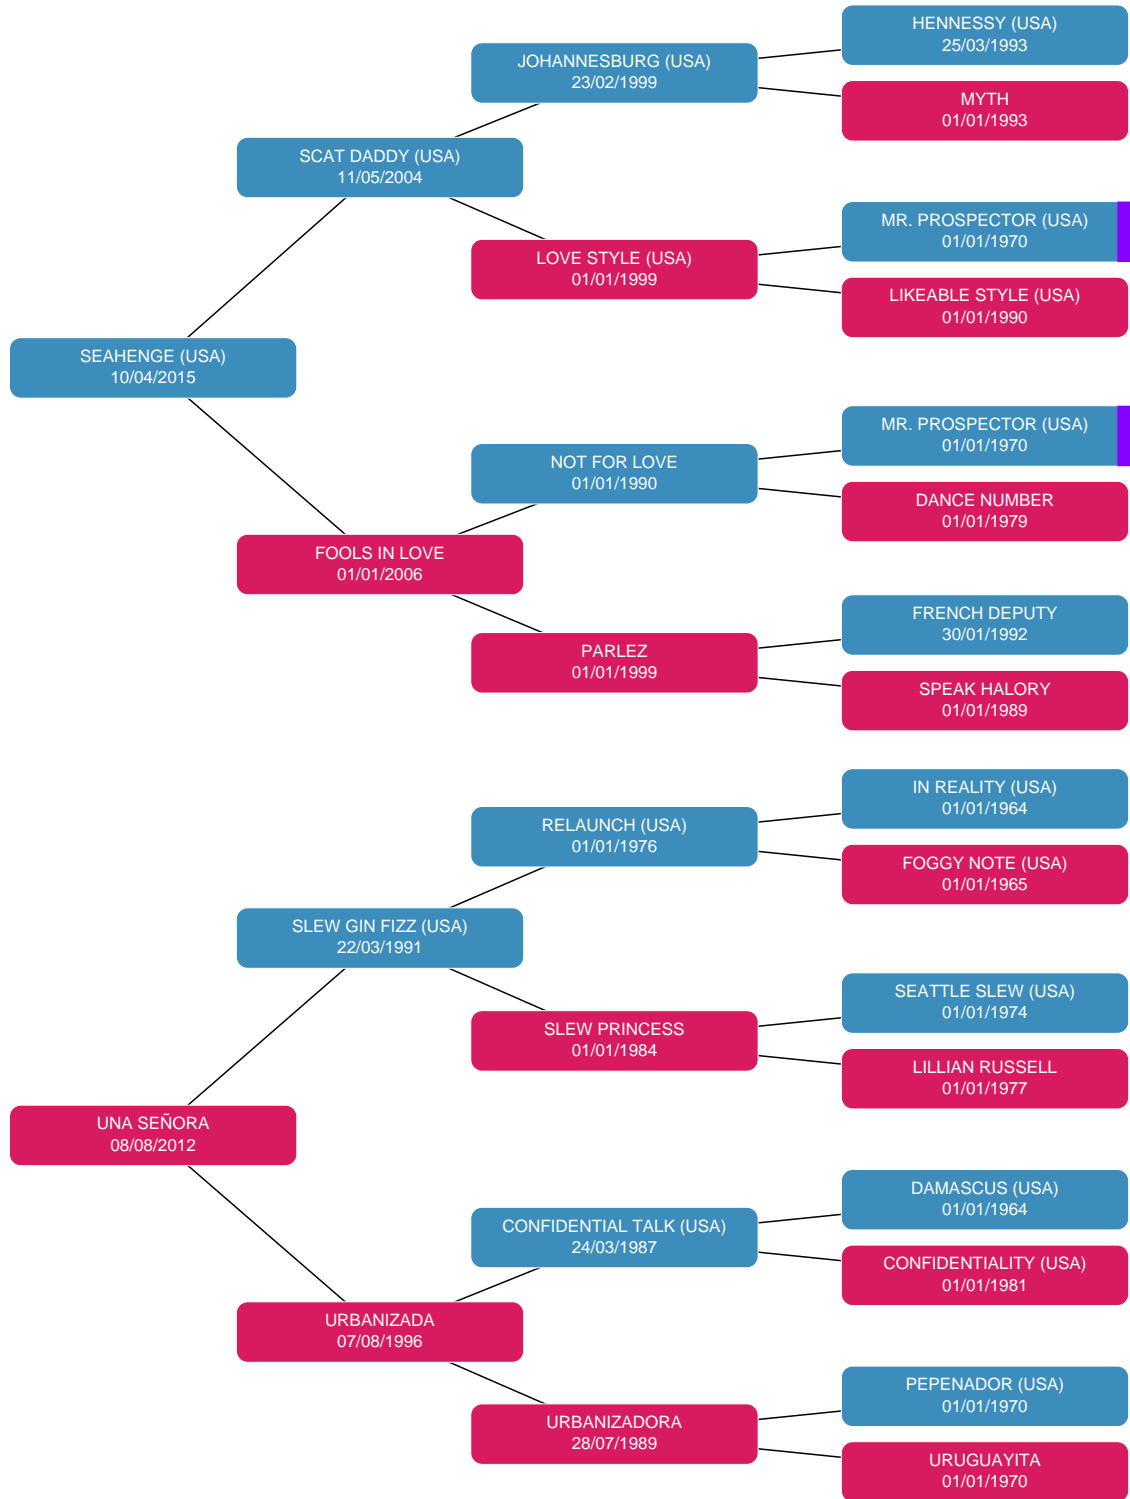 HENNESSY (USA)
25/03/1993
JOHANNESBURG (USA)
23/02/1999
MYTH
01/01/1993
SCAT DADDY (USA)
11/05/2004
MR. PROSPECTOR (USA)
01/01/1970
LOVE STYLE (USA)
01/01/1999
LIKEABLE STYLE (USA)
01/01/1990
SEAHENGE (USA)
10/04/2015
MR. PROSPECTOR (USA)
01/01/1970
NOT FOR LOVE
01/01/1990
DANCE NUMBER
01/01/1979
FOOLS IN LOVE
01/01/2006
FRENCH DEPUTY
30/01/1992
PARLEZ
01/01/1999
SPEAK HALORY
01/01/1989
IN REALITY (USA)
01/01/1964
RELAUNCH (USA)
01/01/1976
FOGGY NOTE (USA)
01/01/1965
SLEW GIN FIZZ (USA)
22/03/1991
SEATTLE SLEW (USA)
01/01/1974
SLEW PRINCESS
01/01/1984
LILLIAN RUSSELL
01/01/1977
UNA SEÑORA
08/08/2012
DAMASCUS (USA)
01/01/1964
CONFIDENTIAL TALK (USA)
24/03/1987
CONFIDENTIALITY (USA)
01/01/1981
URBANIZADA
07/08/1996
PEPENADOR (USA)
01/01/1970
URBANIZADORA
28/07/1989
URUGUAYITA
01/01/1970